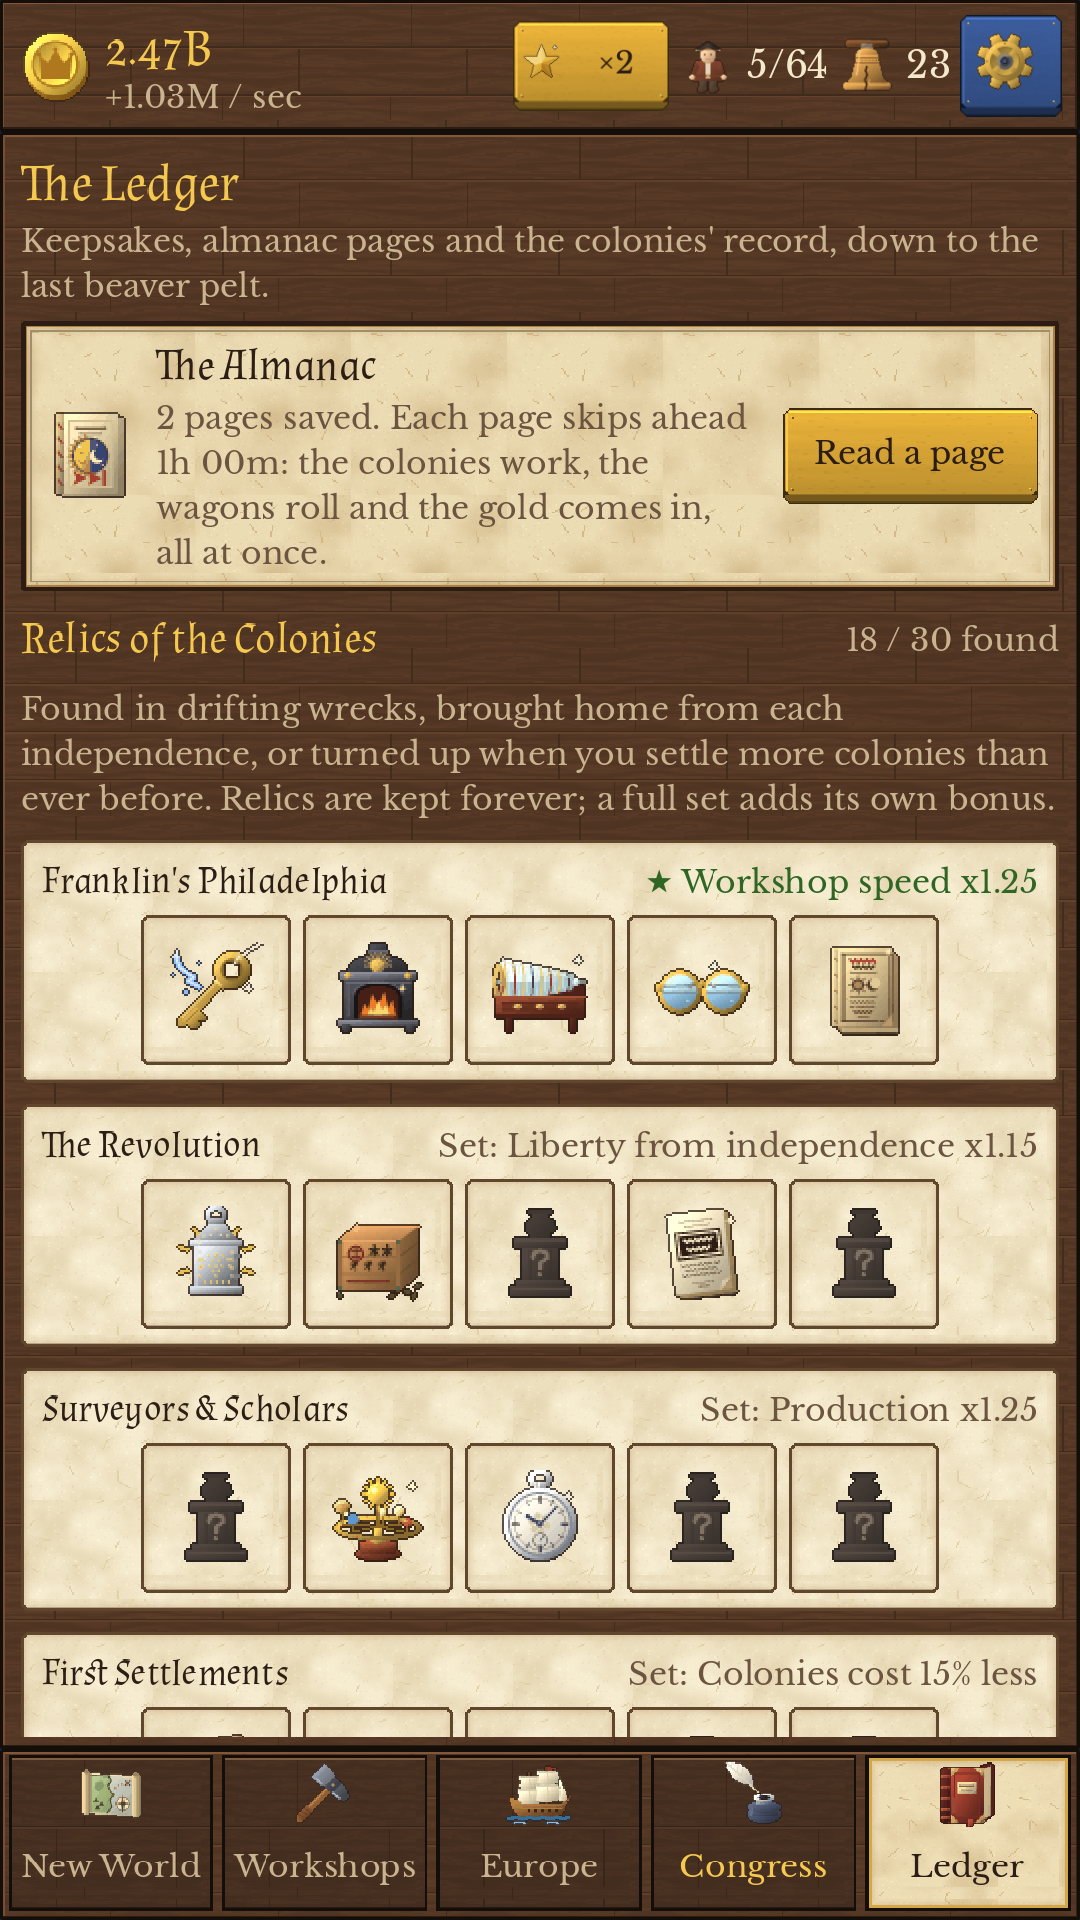 2.47B
+1.03M / sec
×2
5/64
23
The Ledger
Keepsakes, almanac pages and the colonies' record, down to the
last beaver pelt.
The Almanac
2 pages saved. Each page skips ahead
1h 00m: the colonies work, the
wagons roll and the gold comes in,
all at once.
Read a page
Relics of the Colonies
18 / 30 found
Found in drifting wrecks, brought home from each
independence, or turned up when you settle more colonies than
ever before. Relics are kept forever; a full set adds its own bonus.
Franklin's Philadelphia
★ Workshop speed x1.25
The Revolution
Set: Liberty from independence x1.15
?
?
Surveyors & Scholars
Set: Production x1.25
?
?
?
First Settlements
Set: Colonies cost 15% less
New World
Workshops
Europe
Congress
Ledger